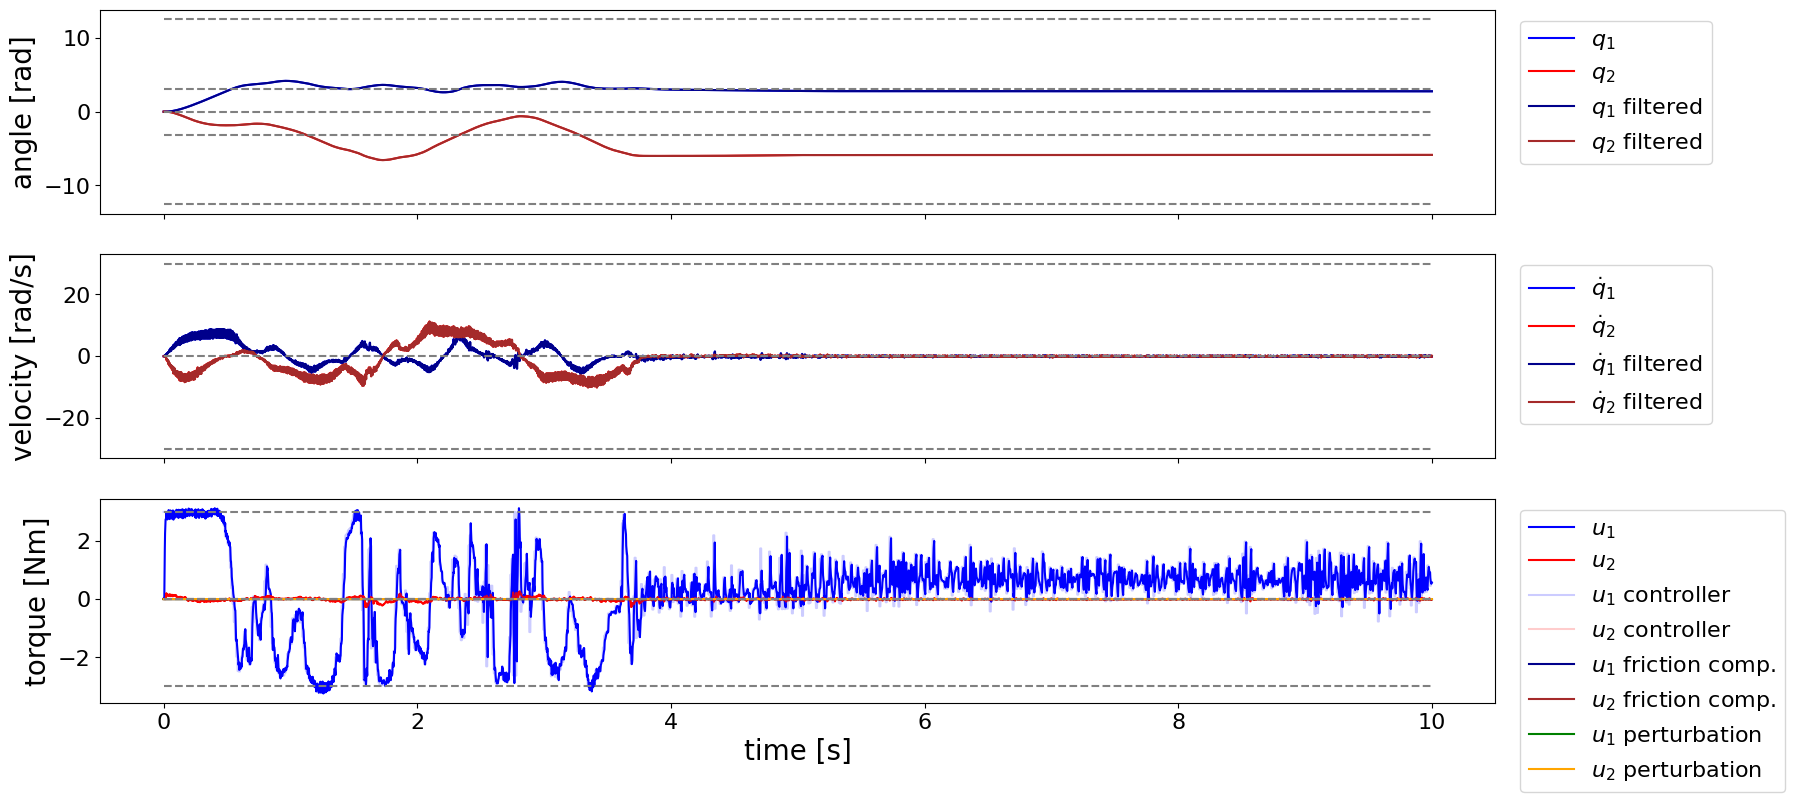 angle [rad]
10
0
−10
q₁
q₂
q₁ filtered
q₂ filtered
velocity [rad/s]
20
0
−20
q̇₁
q̇₂
q̇₁ filtered
q̇₂ filtered
torque [Nm]
2
0
−2
0 2 4 6 8 10
time [s]
u₁
u₂
u₁ controller
u₂ controller
u₁ friction comp.
u₂ friction comp.
u₁ perturbation
u₂ perturbation